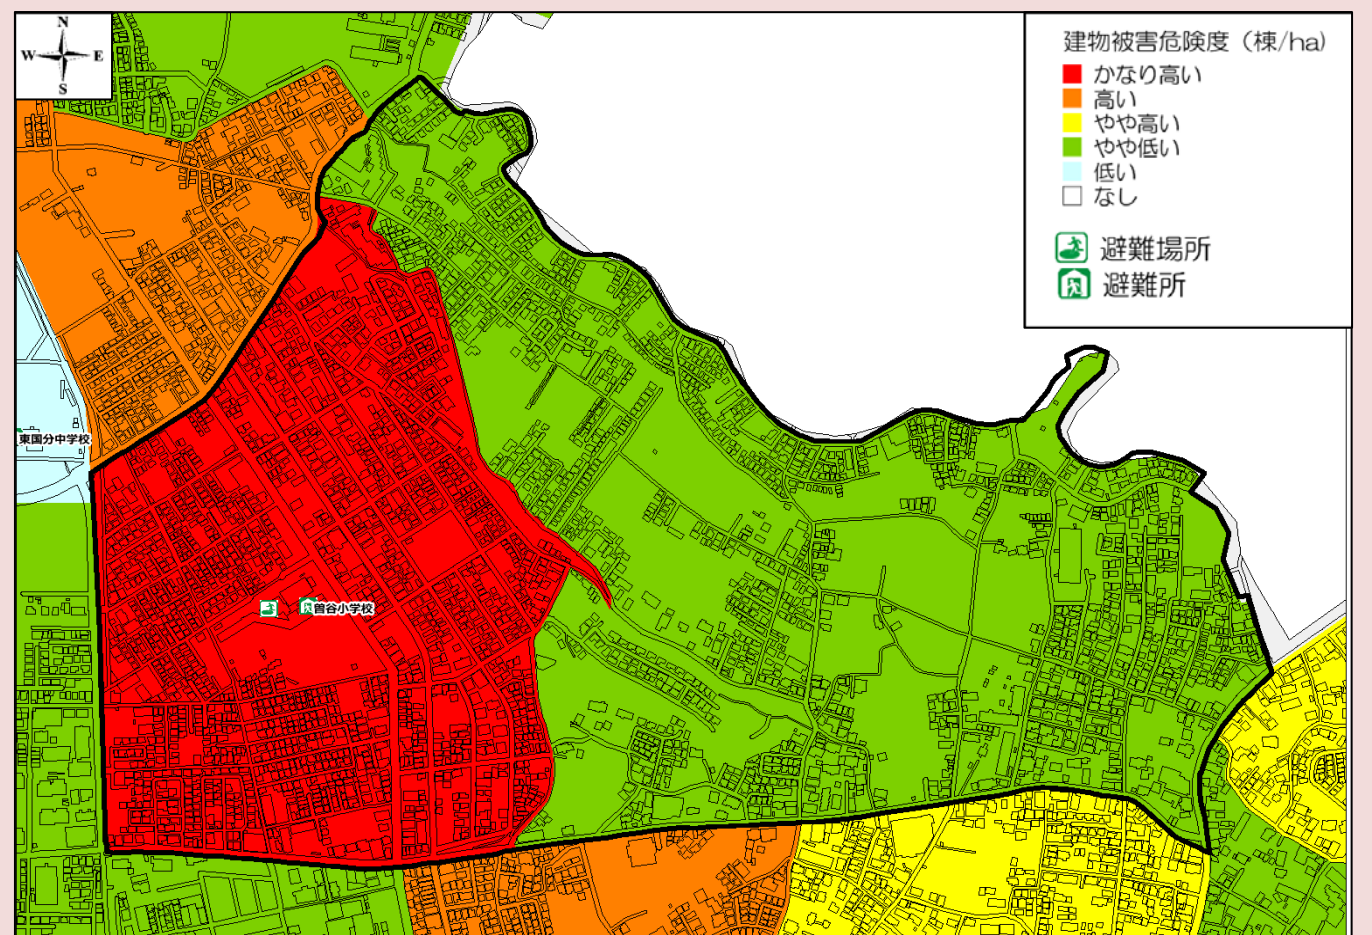 N
W E
S
建物被害危険度（棟/ha）
かなり高い
高い
やや高い
やや低い
低い
なし
避難場所
避難所
東国分中学校
曽谷小学校